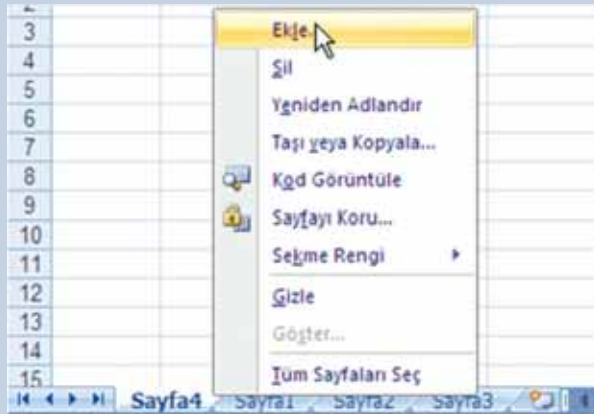 2
3
4
5
6
7
8
9
10
11
12
13
14
15
Ekle...
Sil
Yeniden Adlandır
Taşı veya Kopyala...
Kod Görüntüle
Sayfayı Koru...
Sekme Rengi
Gizle
Göster...
Tüm Sayfaları Seç
Sayfa4 Sayfa1 Sayfa2 Sayfa3